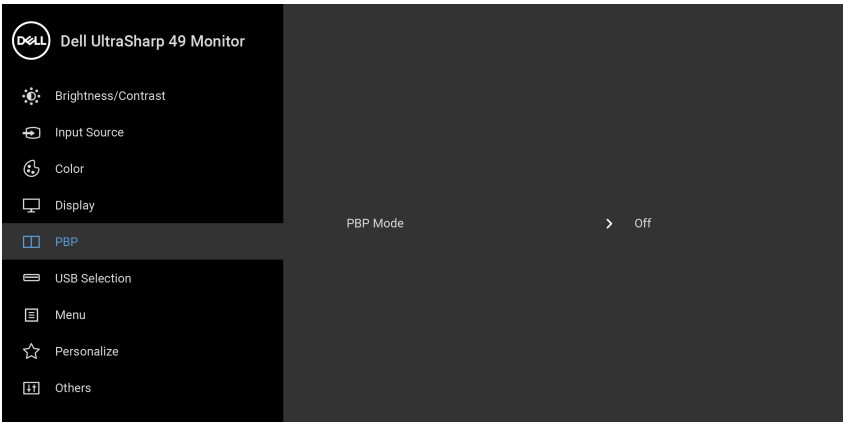 DELL
Dell UltraSharp 49 Monitor
Brightness/Contrast
Input Source
Color
Display
PBP
USB Selection
Menu
Personalize
Others
PBP Mode
Off